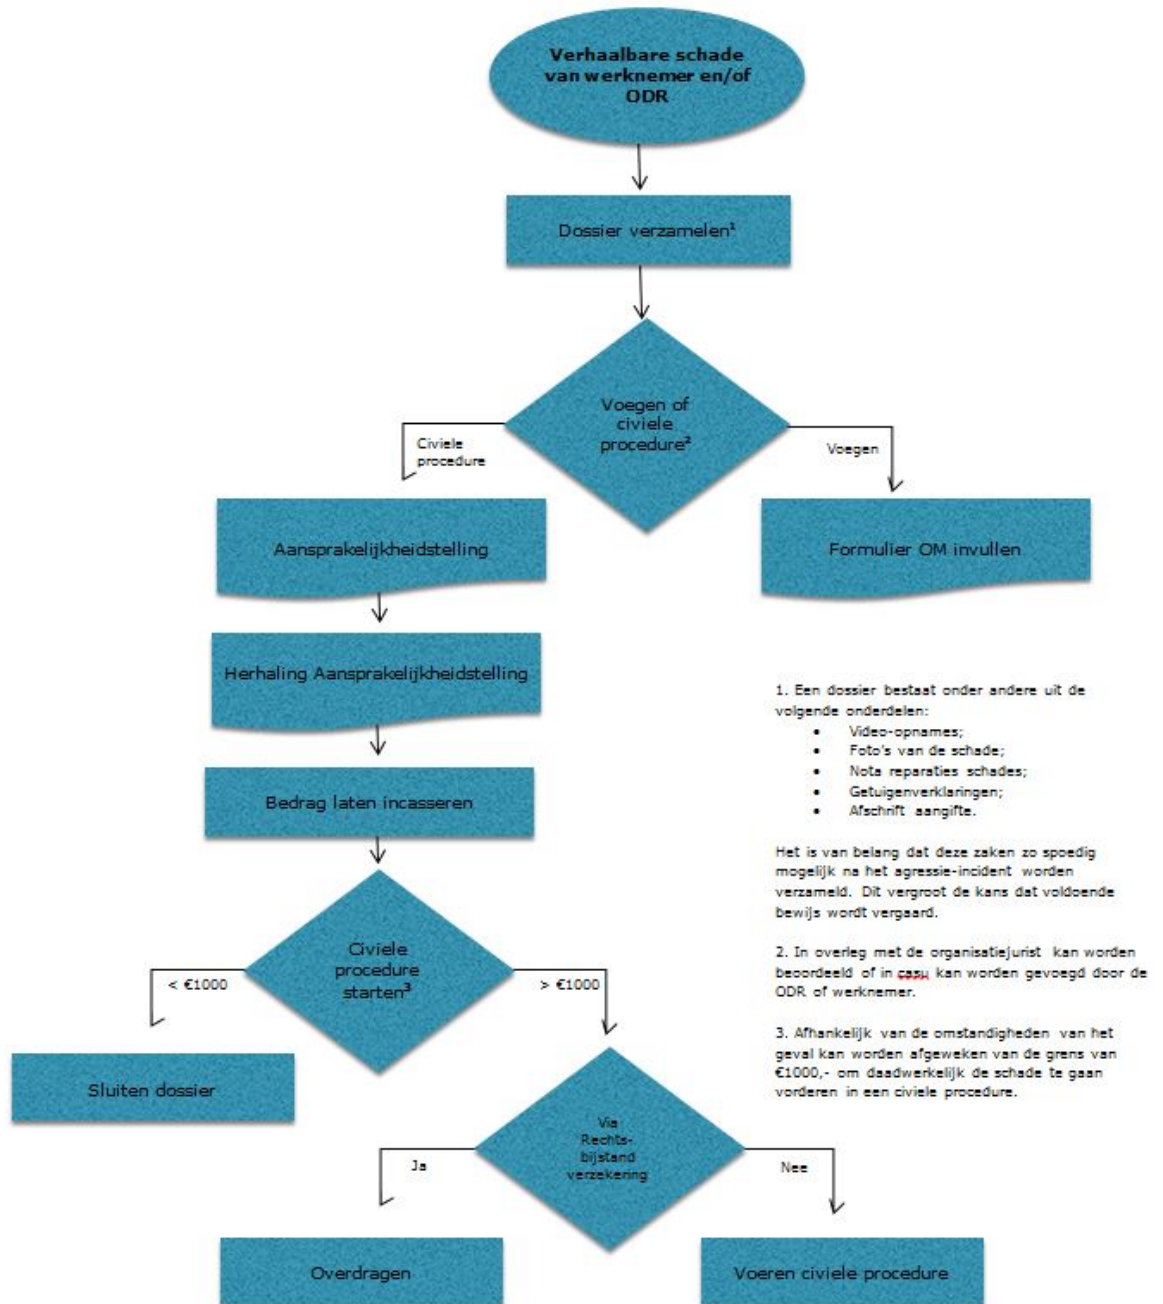 Verhaalbare schade
van werknemer en/of
ODR
Dossier verzamelen¹
Voegen of
civiele
procedure²
Civiele
procedure
Voegen
Aansprakelijkheidstelling
Formulier OM invullen
Herhaling Aansprakelijkheidstelling
Bedrag laten incasseren
Civiele
procedure
starten³
< €1000
> €1000
Sluiten dossier
Via
Rechts-
bijstand
verzekering
Ja
Nee
Overdragen
Voeren civiele procedure
1. Een dossier bestaat onder andere uit de
volgende onderdelen:
• Video-opnames;
• Foto's van de schade;
• Nota reparaties schades;
• Getuigenverklaringen;
• Afschrift aangifte.
Het is van belang dat deze zaken zo spoedig
mogelijk na het agressie-incident worden
verzameld. Dit vergroot de kans dat voldoende
bewijs wordt vergaard.
2. In overleg met de organisatiejurist kan worden
beoordeeld of in casu kan worden gevoegd door de
ODR of werknemer.
3. Afhankelijk van de omstandigheden van het
geval kan worden afgeweken van de grens van
€1000,- om daadwerkelijk de schade te gaan
vorderen in een civiele procedure.